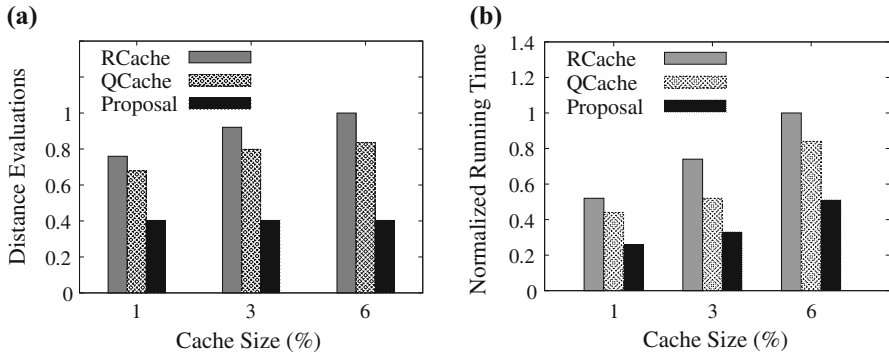 (a)
RCache
QCache
Proposal
Distance Evaluations
1
0.8
0.6
0.4
0.2
0
1 3 6
Cache Size (%)
(b)
RCache
QCache
Proposal
Normalized Running Time
1.4
1.2
1
0.8
0.6
0.4
0.2
0
1 3 6
Cache Size (%)